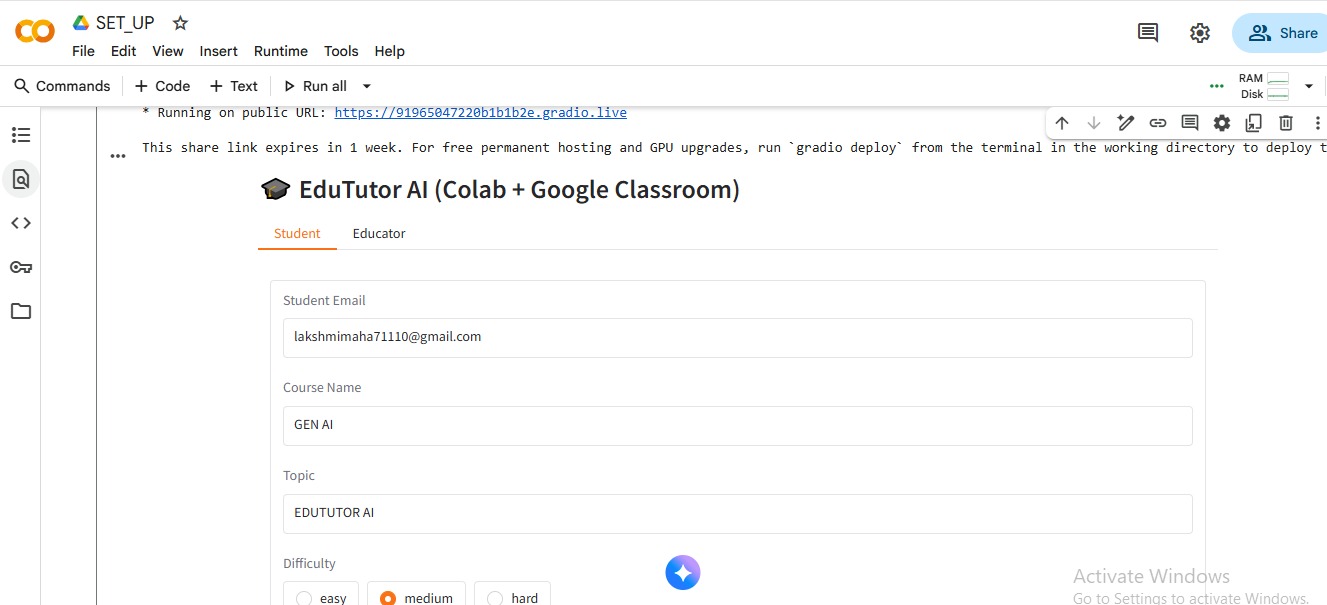 SET_UP
File Edit View Insert Runtime Tools Help
Share
Commands + Code + Text Run all
RAM
Disk
* Running on public URL: https://91965047220b1b1b2e.gradio.live
This share link expires in 1 week. For free permanent hosting and GPU upgrades, run `gradio deploy` from the terminal in the working directory to deploy t
EduTutor AI (Colab + Google Classroom)
Student Educator
Student Email
lakshmimaha71110@gmail.com
Course Name
GEN AI
Topic
EDUTUTOR AI
Difficulty
easy medium hard
Activate Windows
Go to Settings to activate Windows.